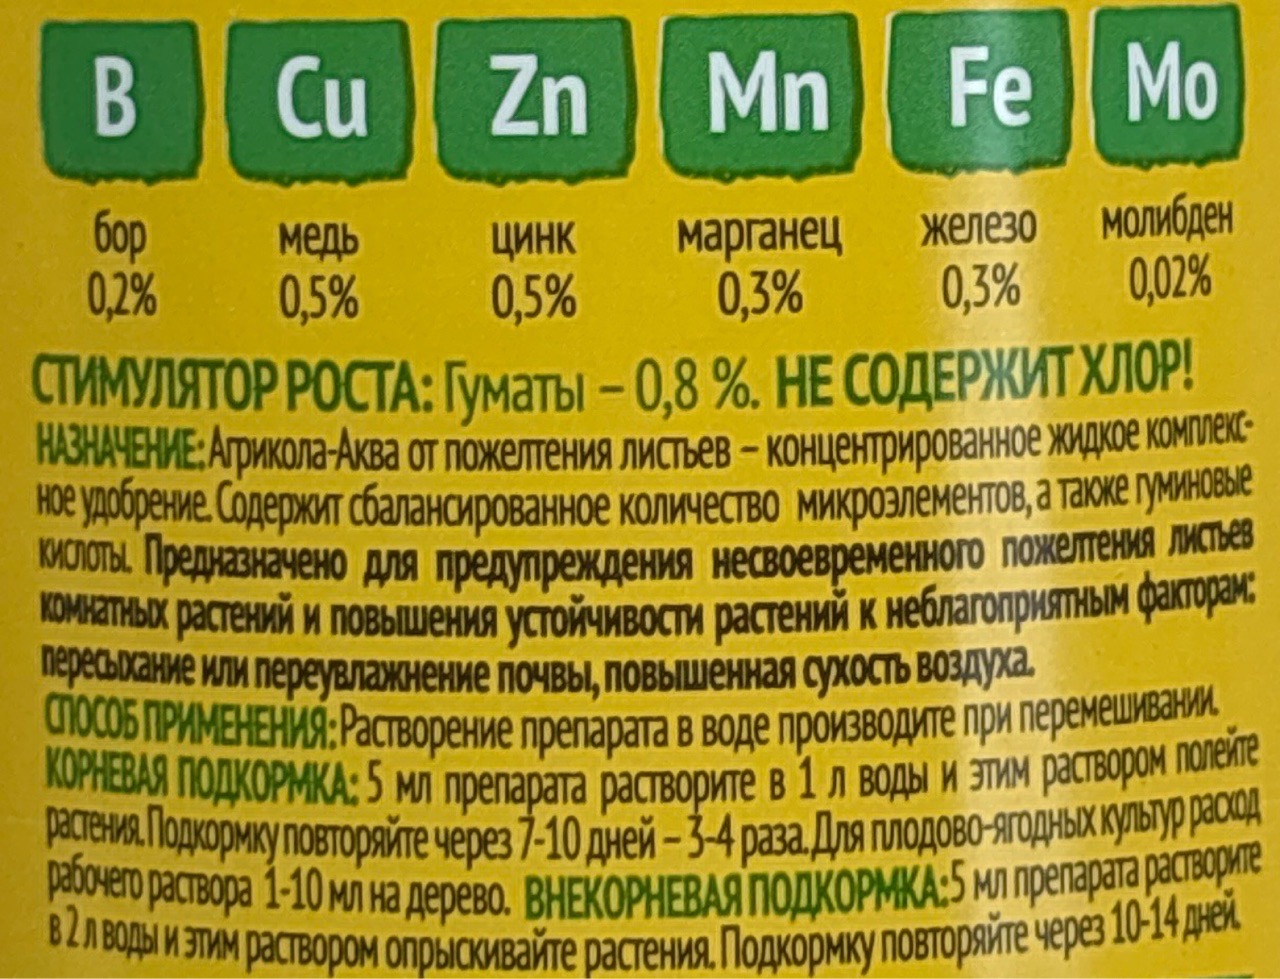 B Cu Zn Mn Fe Mo
бор медь цинк марганец железо молибден
0,2% 0,5% 0,5% 0,3% 0,3% 0,02%
СТИМУЛЯТОР РОСТА: Гуматы – 0,8 %. НЕ СОДЕРЖИТ ХЛОР!
НАЗНАЧЕНИЕ: Агрикола-Аква от пожелтения листьев – концентрированное жидкое комплекс-
ное удобрение. Содержит сбалансированное количество микроэлементов, а также гуминовые
кислоты. Предназначено для предупреждения несвоевременного пожелтения листьев
комнатных растений и повышения устойчивости растений к неблагоприятным факторам:
пересыхание или переувлажнение почвы, повышенная сухость воздуха.
СПОСОБ ПРИМЕНЕНИЯ: Растворение препарата в воде производите при перемешивании.
КОРНЕВАЯ ПОДКОРМКА: 5 мл препарата растворите в 1 л воды и этим раствором полейте
растения. Подкормку повторяйте через 7-10 дней – 3-4 раза. Для плодово-ягодных культур расход
рабочего раствора 1-10 мл на дерево. ВНЕКОРНЕВАЯ ПОДКОРМКА: 5 мл препарата растворите
в 2 л воды и этим раствором опрыскивайте растения. Подкормку повторяйте через 10-14 дней.